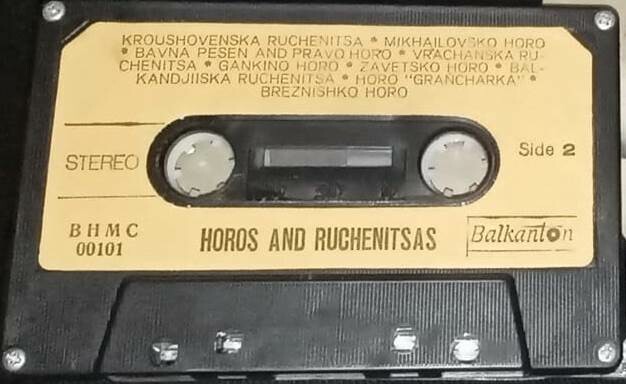 KROUSHOVENSKA RUCHENITSA * MIKHAILOVSKO HORO
* BAVNA PESEN AND PRAVO HORO * VRACHANSKA RU-
CHENITSA * GANKINO HORO * ZAVETSKO HORO * BAL-
KANDJIISKA RUCHENITSA * HORO "GRANCHARKA" *
BREZNISHKO HORO
STEREO
Side 2
BHMC
00101
HOROS AND RUCHENITSAS
Balkanton